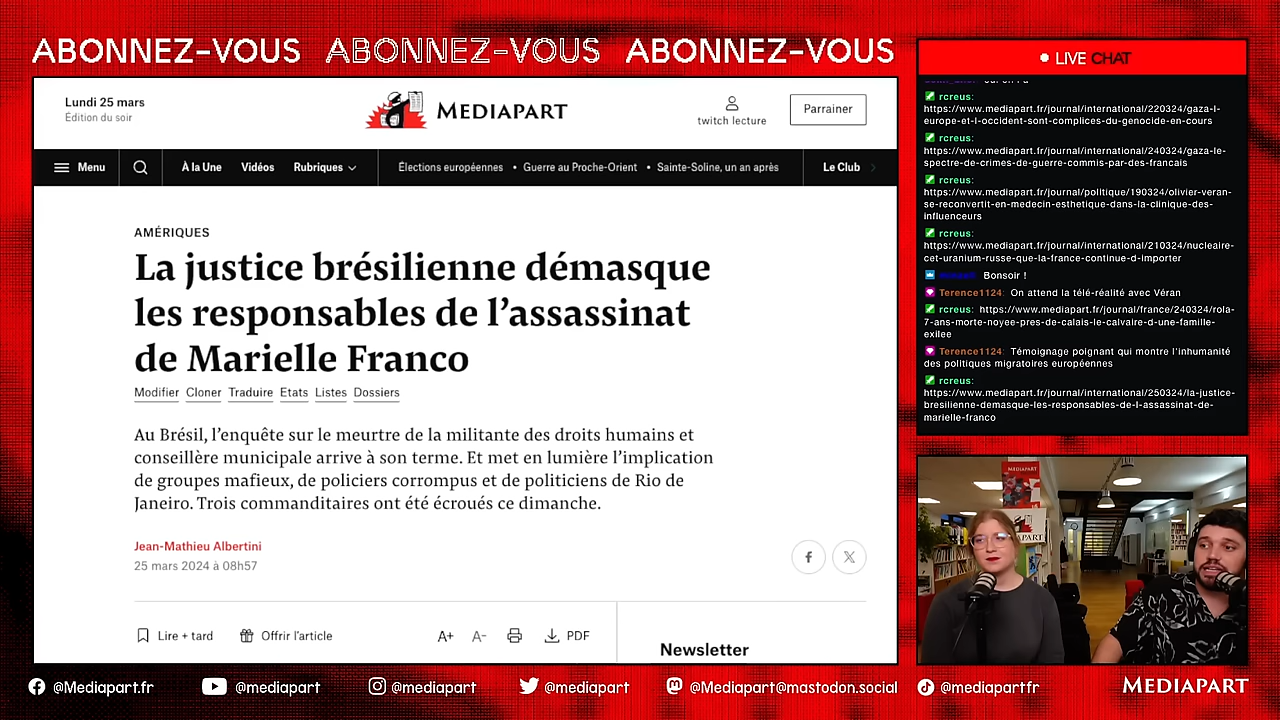 ABONNEZ-VOUS ABONNEZ-VOUS ABONNEZ-VOUS
Lundi 25 mars
Édition du soir
MEDIAPART
twitch lecture
Parrainer
Menu
À la Une
Vidéos
Rubriques
Élections européennes • Guerre au Proche-Orient • Sainte-Soline, un an après
Le Club
AMÉRIQUES
La justice brésilienne démasque
les responsables de l'assassinat
de Marielle Franco
Modifier Cloner Traduire Etats Listes Dossiers
Au Brésil, l'enquête sur le meurtre de la militante des droits humains et
conseillère municipale arrive à son terme. Et met en lumière l'implication
de groupes mafieux, de policiers corrompus et de politiciens de Rio de
Janeiro. Trois commanditaires ont été écroués ce dimanche.
Jean-Mathieu Albertini
25 mars 2024 à 08h57
Lire + tard
Offrir l'article
A+ A-
PDF
Newsletter
LIVE CHAT
rcreus:
https://www.mediapart.fr/journal/international/220324/gaza-l-
europe-et-l-occident-sont-complices-du-genocide-en-cours
rcreus:
https://www.mediapart.fr/journal/international/240324/gaza-le-
spectre-de-crimes-de-guerre-commis-par-des-francais
rcreus:
https://www.mediapart.fr/journal/politique/190324/olivier-veran-
se-reconvertit-en-medecin-esthetique-dans-la-clinique-des-
influenceurs
rcreus:
https://www.mediapart.fr/journal/international/210324/nucleaire-
cet-uranium-russe-que-la-france-continue-d-importer
Bonsoir !
Terence1124: On attend la télé-réalité avec Véran
rcreus: https://www.mediapart.fr/journal/france/240324/rola-
7-ans-morte-noyee-pres-de-calais-le-calvaire-d-une-famille-
exilee
Terence1124: Témoignage poignant qui montre l'inhumanité
des politiques migratoires européennes
rcreus:
https://www.mediapart.fr/journal/international/250324/la-justice-
bresilienne-demasque-les-responsables-de-l-assassinat-de-
marielle-franco
MEDIAPART
@Mediapart.fr
@mediapart
@mediapart
@mediapart
@Mediapart@mastodon.social
@mediapartfr
MEDIAPART